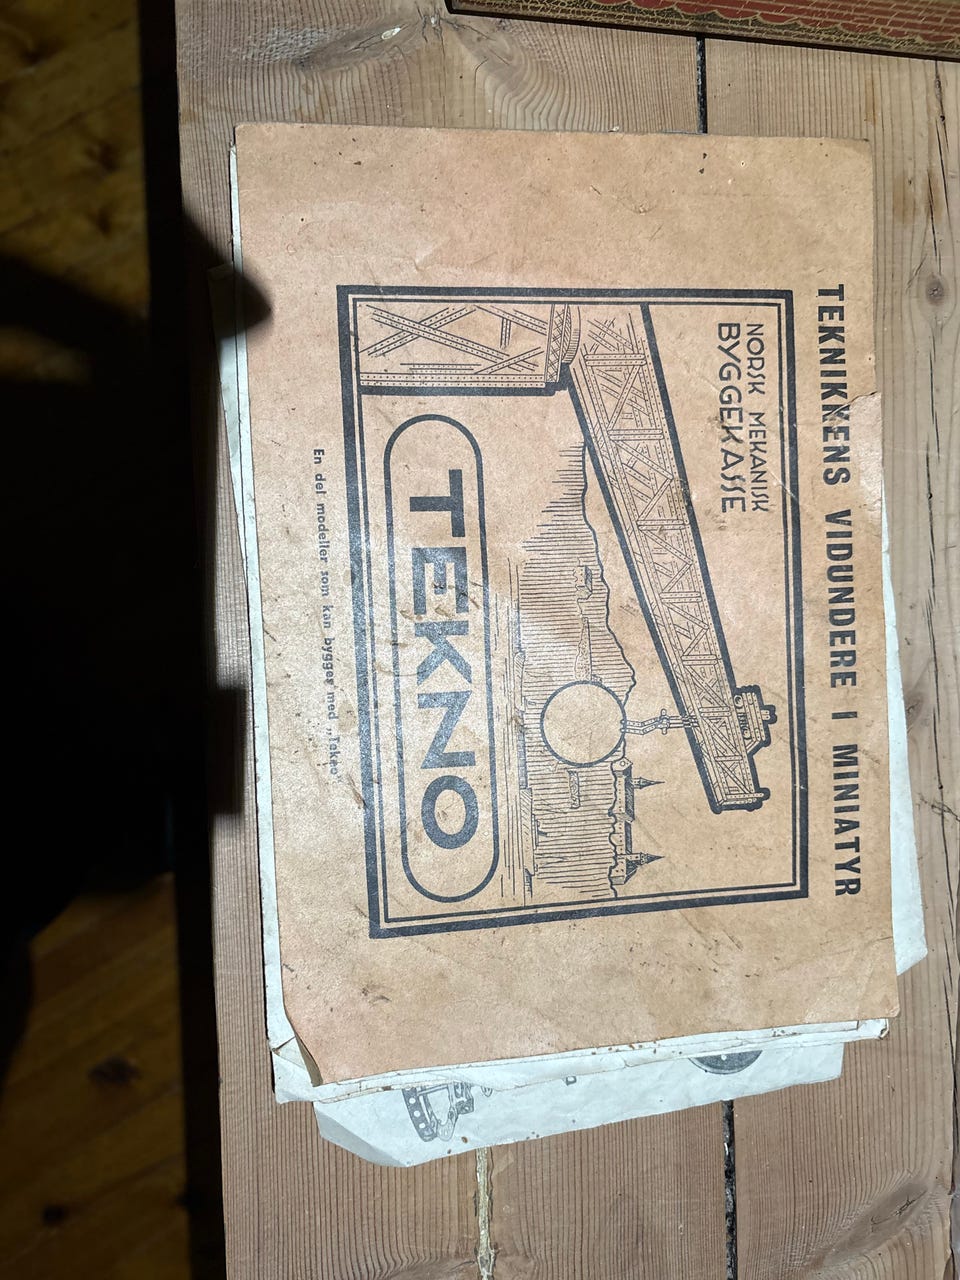 TEKNIKKENS VIDUNDERE I MINIATYR
NORSK MEKANISK
BYGGEKASSE
TEKNO
En del modeller som kan bygges med „Tekno"